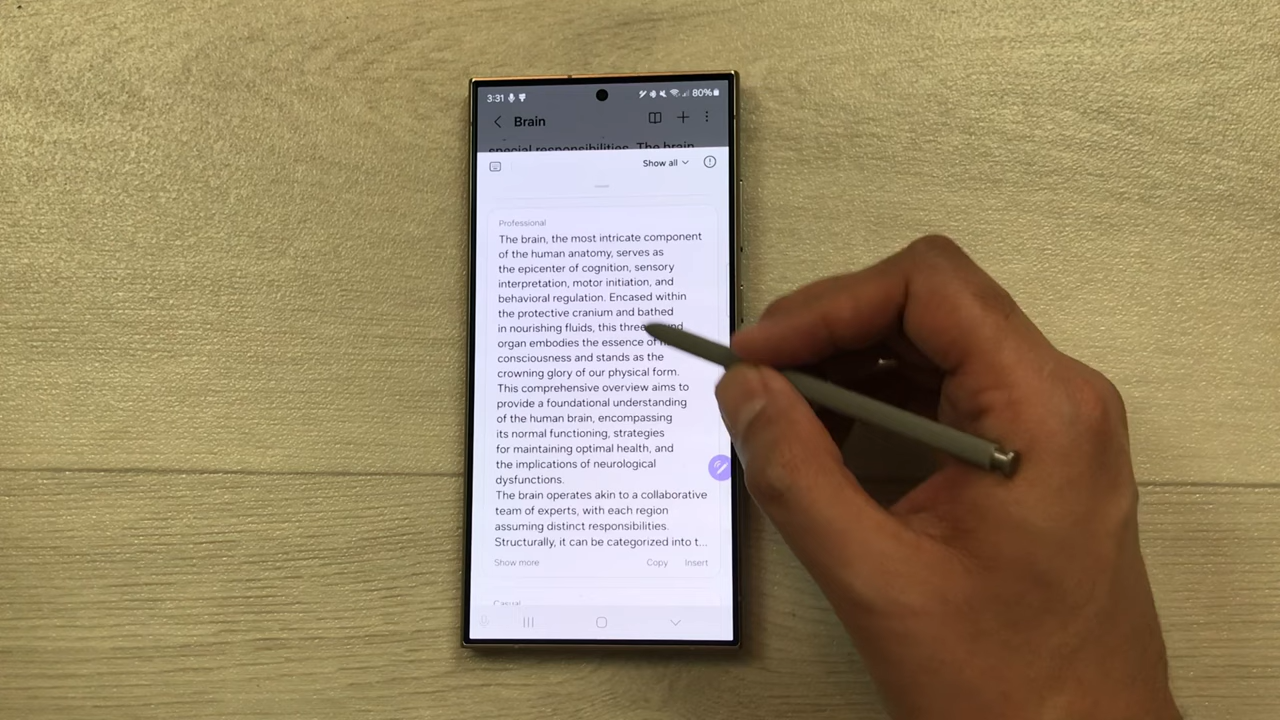 3:31
80%
Brain
special responsibilities. The brain
Show all
Professional
The brain, the most intricate component
of the human anatomy, serves as
the epicenter of cognition, sensory
interpretation, motor initiation, and
behavioral regulation. Encased within
the protective cranium and bathed
in nourishing fluids, this three
organ embodies the essence of
consciousness and stands as the
crowning glory of our physical form.
This comprehensive overview aims to
provide a foundational understanding
of the human brain, encompassing
its normal functioning, strategies
for maintaining optimal health, and
the implications of neurological
dysfunctions.
The brain operates akin to a collaborative
team of experts, with each region
assuming distinct responsibilities.
Structurally, it can be categorized into t...
Show more
Copy
Insert
Casual